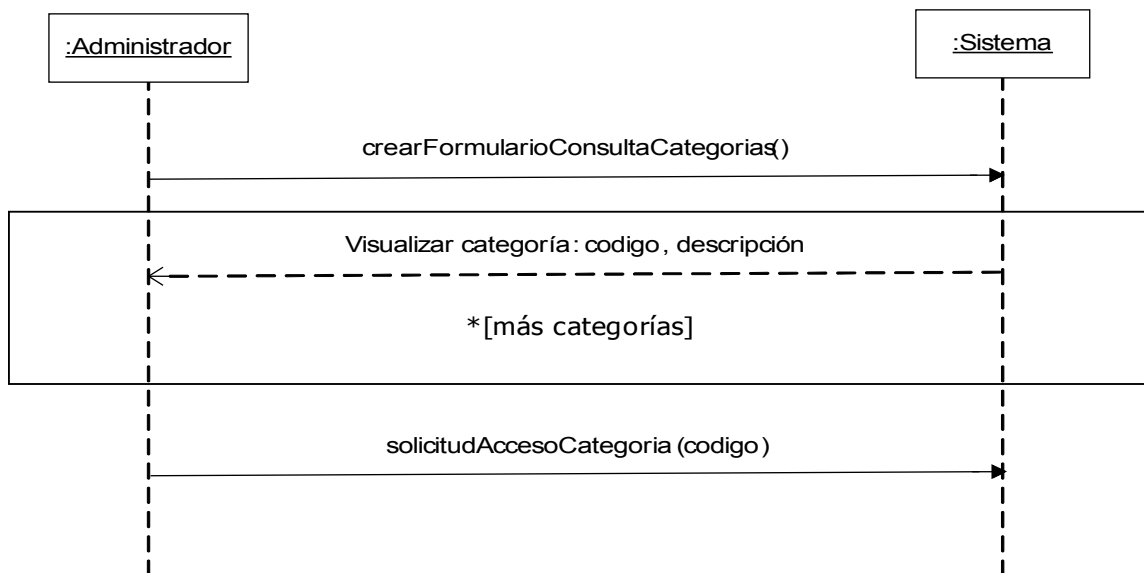 :Administrador
:Sistema
crearFormularioConsultaCategorias()
Visualizar categoría: codigo, descripción
*[más categorías]
solicitudAccesoCategoria (codigo)